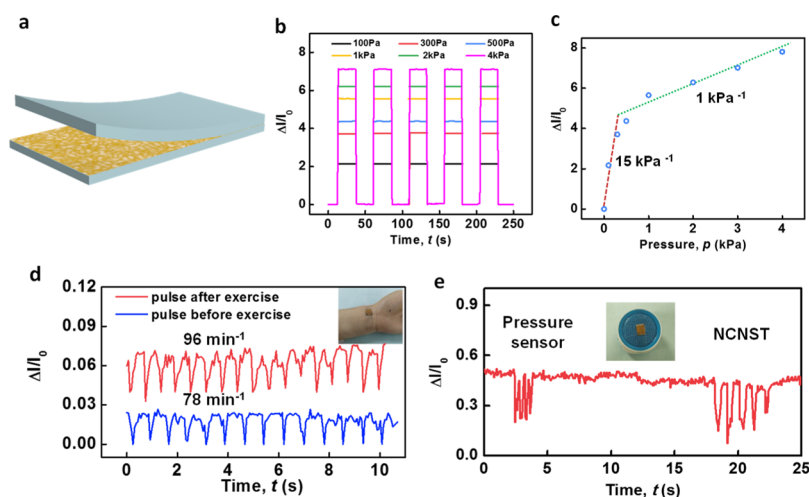 a
b
100Pa 300Pa 500Pa
1kPa 2kPa 4kPa
8
6
4
2
0
ΔI/I0
0 50 100 150 200 250
Time, t (s)
c
8
6
4
2
0
ΔI/I0
1 kPa -1
15 kPa -1
0 1 2 3 4
Pressure, p (kPa)
d
0.12
0.09
0.06
0.03
0.00
ΔI/I0
pulse after exercise
pulse before exercise
96 min-1
78 min-1
0 2 4 6 8 10
Time, t (s)
e
0.9
0.6
0.3
0.0
ΔI/I0
Pressure
sensor
NCNST
0 5 10 15 20 25
Time, t (s)